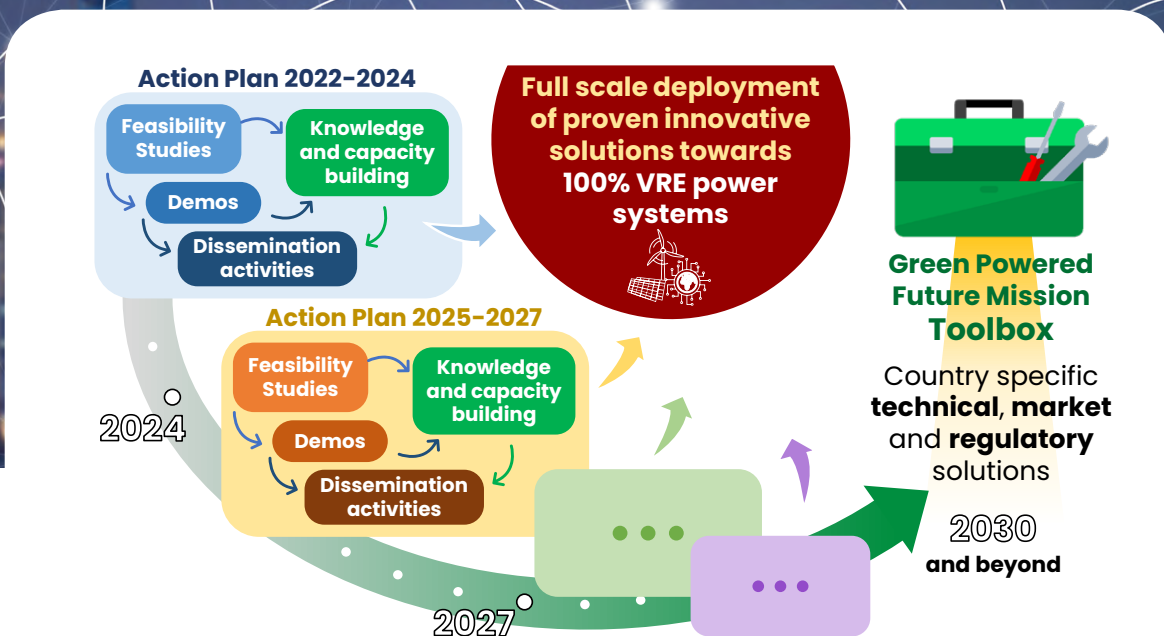 Action Plan 2022-2024
Feasibility
Studies
Knowledge
and capacity
building
Demos
Dissemination
activities
Full scale deployment
of proven innovative
solutions towards
100% VRE power
systems
Green Powered
Future Mission
Toolbox
Country specific
technical, market
and regulatory
solutions
2030
and beyond
Action Plan 2025-2027
Feasibility
Studies
Knowledge
and capacity
building
Demos
Dissemination
activities
2024
2027